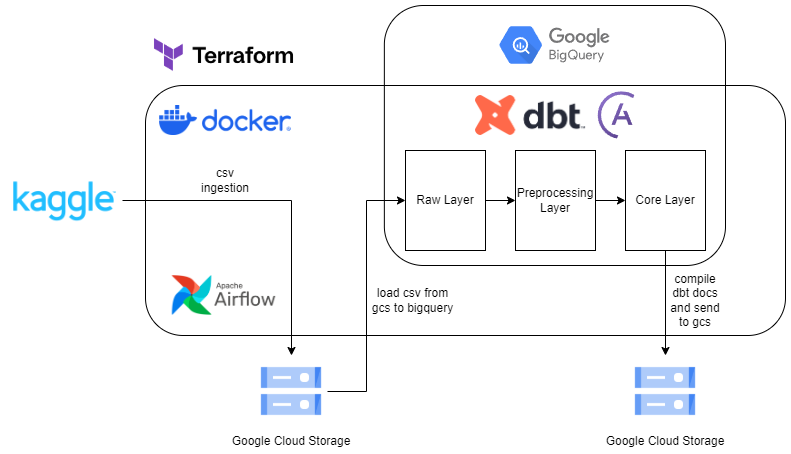 Google
BigQuery
Terraform
docker
dbt
csv
ingestion
kaggle
Raw Layer
Preprocessing
Layer
Core Layer
Apache
Airflow
load csv from
gcs to bigquery
compile
dbt docs
and send
to gcs
Google Cloud Storage
Google Cloud Storage